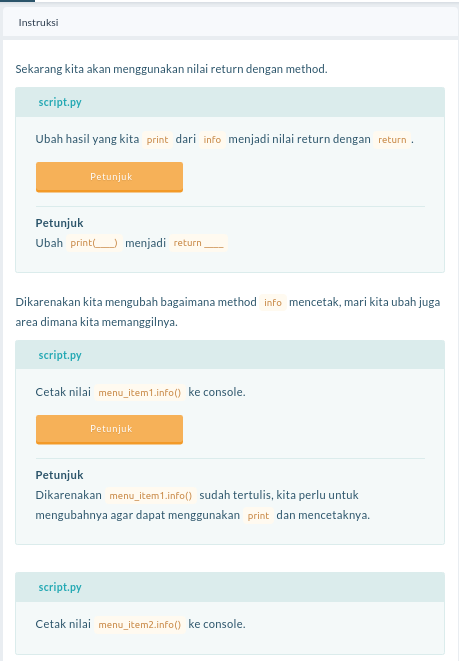 Instruksi
Sekarang kita akan menggunakan nilai return dengan method.
script.py
Ubah hasil yang kita print dari info menjadi nilai return dengan return .
Petunjuk
Petunjuk
Ubah print(____) menjadi return ____
Dikarenakan kita mengubah bagaimana method info mencetak, mari kita ubah juga
area dimana kita memanggilnya.
script.py
Cetak nilai menu_item1.info() ke console.
Petunjuk
Petunjuk
Dikarenakan menu_item1.info() sudah tertulis, kita perlu untuk
mengubahnya agar dapat menggunakan print dan mencetaknya.
script.py
Cetak nilai menu_item2.info() ke console.